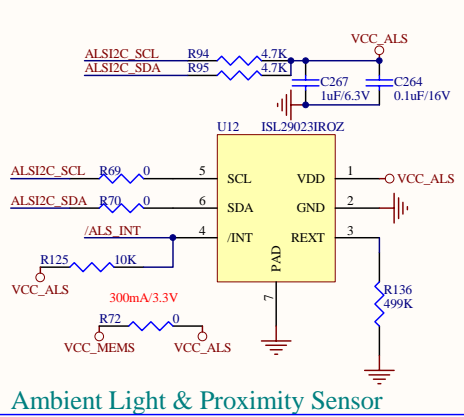 VCC_ALS
ALSI2C_SCL R94 4.7K
ALSI2C_SDA R95 4.7K
C267 C264
1uF/6.3V 0.1uF/16V
U12 ISL29023IROZ
ALSI2C_SCL R69 0 5 SCL VDD 1 VCC_ALS
ALSI2C_SDA R70 0 6 SDA GND 2
/ALS_INT 4 /INT REXT 3
PAD
R125 10K
VCC_ALS
7
R136
499K
300mA/3.3V
R72 0
VCC_MEMS VCC_ALS
Ambient Light & Proximity Sensor